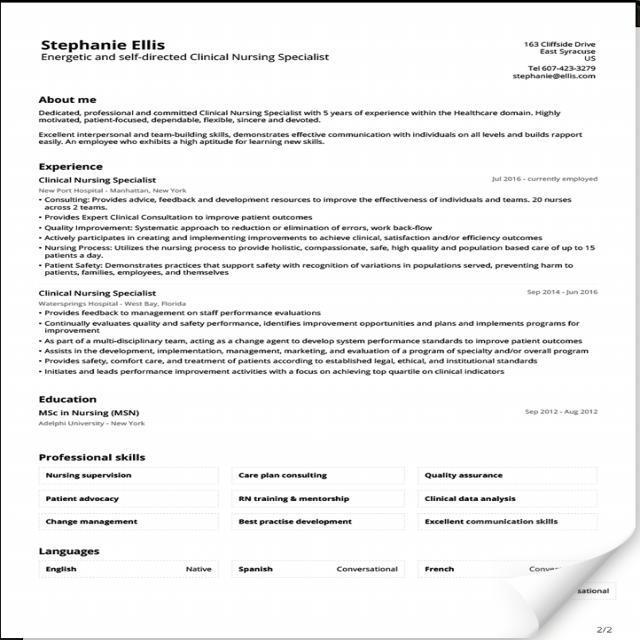 Stephanie Ellis
Energetic and self-directed Clinical Nursing Specialist
163 Cliffside Drive
East Syracuse
US
Tel 607-423-3279
stephanie@ellis.com
About me
Dedicated, professional and committed Clinical Nursing Specialist with 5 years of experience within the Healthcare domain. Highly
motivated, patient-focused, dependable, flexible, sincere and devoted.
Excellent interpersonal and team-building skills, demonstrates effective communication with individuals on all levels and builds rapport
easily. An employee who exhibits a high aptitude for learning new skills.
Experience
Clinical Nursing Specialist Jul 2016 - currently employed
New Port Hospital - Manhattan, New York
• Consulting: Provides advice, feedback and development resources to improve the effectiveness of individuals and teams. 20 nurses
across 2 teams.
• Provides Expert Clinical Consultation to improve patient outcomes
• Quality Improvement: Systematic approach to reduction or elimination of errors, work back-flow
• Actively participates in creating and implementing improvements to achieve clinical, satisfaction and/or efficiency outcomes
• Nursing Process: Utilizes the nursing process to provide holistic, compassionate, safe, high quality and population based care of up to 15
patients a day.
• Patient Safety: Demonstrates practices that support safety with recognition of variations in populations served, preventing harm to
patients, families, employees, and themselves
Clinical Nursing Specialist Sep 2014 - Jun 2016
Watersprings Hospital - West Bay, Florida
• Provides feedback to management on staff performance evaluations
• Continually evaluates quality and safety performance, identifies improvement opportunities and plans and implements programs for
improvement
• As part of a multi-disciplinary team, acting as a change agent to develop system performance standards to improve patient outcomes
• Assists in the development, implementation, management, marketing, and evaluation of a program of specialty and/or overall program
• Provides safety, comfort care, and treatment of patients according to established legal, ethical, and institutional standards
• Initiates and leads performance improvement activities with a focus on achieving top quartile on clinical indicators
Education
MSc in Nursing (MSN) Sep 2012 - Aug 2012
Adelphi University - New York
Professional skills
Nursing supervision Care plan consulting Quality assurance
Patient advocacy RN training & mentorship Clinical data analysis
Change management Best practise development Excellent communication skills
Languages
English Native Spanish Conversational French
sational
2/2